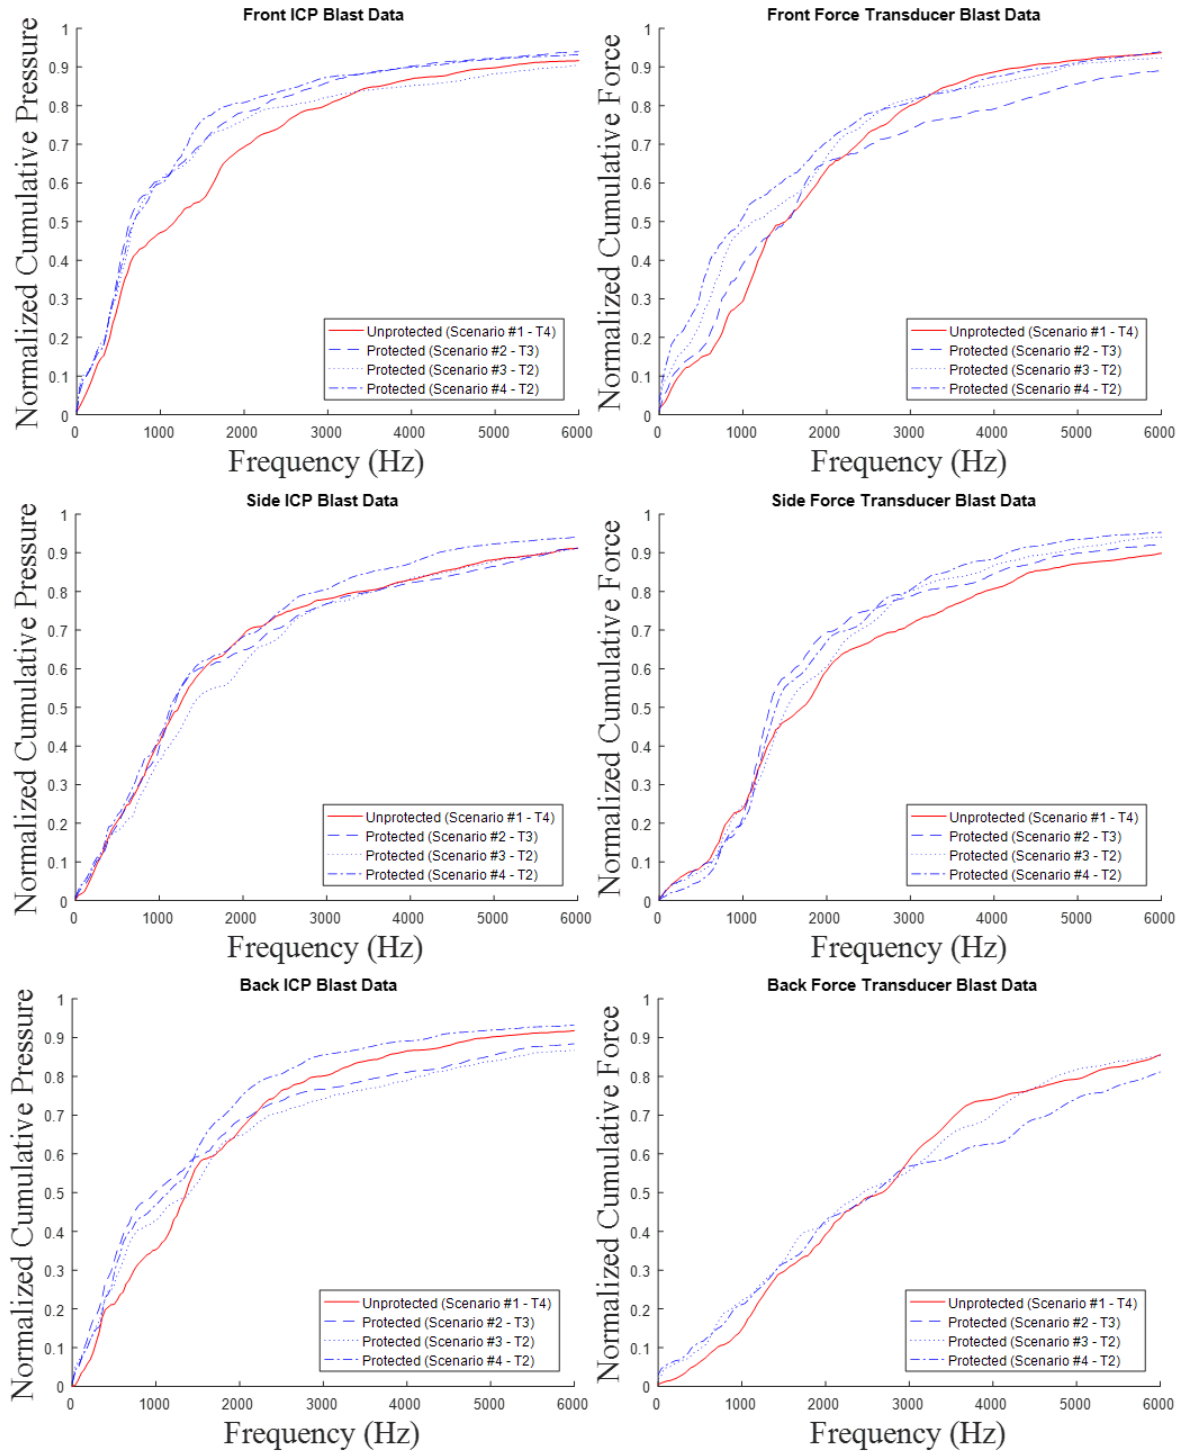 Front ICP Blast Data
Normalized Cumulative Pressure
1
0.9
0.8
0.7
0.6
0.5
0.4
0.3
0.2
0.1
0
Unprotected (Scenario #1 - T4)
Protected (Scenario #2 - T3)
Protected (Scenario #3 - T2)
Protected (Scenario #4 - T2)
0 1000 2000 3000 4000 5000 6000
Frequency (Hz)
Front Force Transducer Blast Data
Normalized Cumulative Force
1
0.9
0.8
0.7
0.6
0.5
0.4
0.3
0.2
0.1
0
Unprotected (Scenario #1 - T4)
Protected (Scenario #2 - T3)
Protected (Scenario #3 - T2)
Protected (Scenario #4 - T2)
0 1000 2000 3000 4000 5000 6000
Frequency (Hz)
Side ICP Blast Data
Normalized Cumulative Pressure
1
0.9
0.8
0.7
0.6
0.5
0.4
0.3
0.2
0.1
0
Unprotected (Scenario #1 - T4)
Protected (Scenario #2 - T3)
Protected (Scenario #3 - T2)
Protected (Scenario #4 - T2)
0 1000 2000 3000 4000 5000 6000
Frequency (Hz)
Side Force Transducer Blast Data
Normalized Cumulative Force
1
0.9
0.8
0.7
0.6
0.5
0.4
0.3
0.2
0.1
0
Unprotected (Scenario #1 - T4)
Protected (Scenario #2 - T3)
Protected (Scenario #3 - T2)
Protected (Scenario #4 - T2)
0 1000 2000 3000 4000 5000 6000
Frequency (Hz)
Back ICP Blast Data
Normalized Cumulative Pressure
1
0.9
0.8
0.7
0.6
0.5
0.4
0.3
0.2
0.1
0
Unprotected (Scenario #1 - T4)
Protected (Scenario #2 - T3)
Protected (Scenario #3 - T2)
Protected (Scenario #4 - T2)
0 1000 2000 3000 4000 5000 6000
Frequency (Hz)
Back Force Transducer Blast Data
Normalized Cumulative Force
1
0.9
0.8
0.7
0.6
0.5
0.4
0.3
0.2
0.1
0
Unprotected (Scenario #1 - T4)
Protected (Scenario #2 - T3)
Protected (Scenario #3 - T2)
Protected (Scenario #4 - T2)
0 1000 2000 3000 4000 5000 6000
Frequency (Hz)